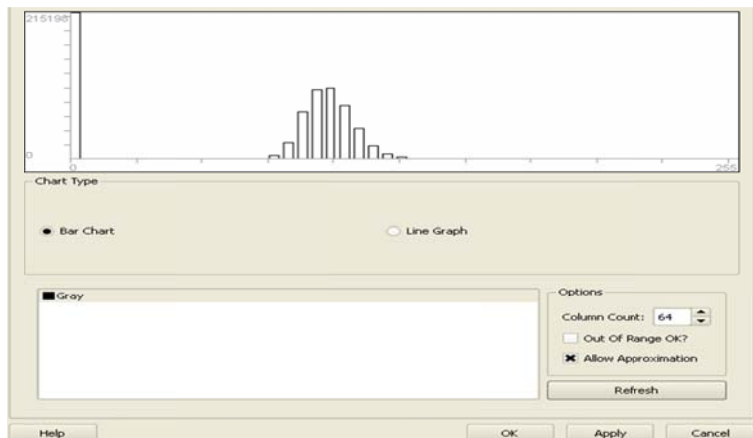 215198
0
0
255
Chart Type
Bar Chart
Line Graph
Gray
Options
Column Count: 64
Out Of Range OK?
Allow Approximation
Refresh
Help
OK
Apply
Cancel